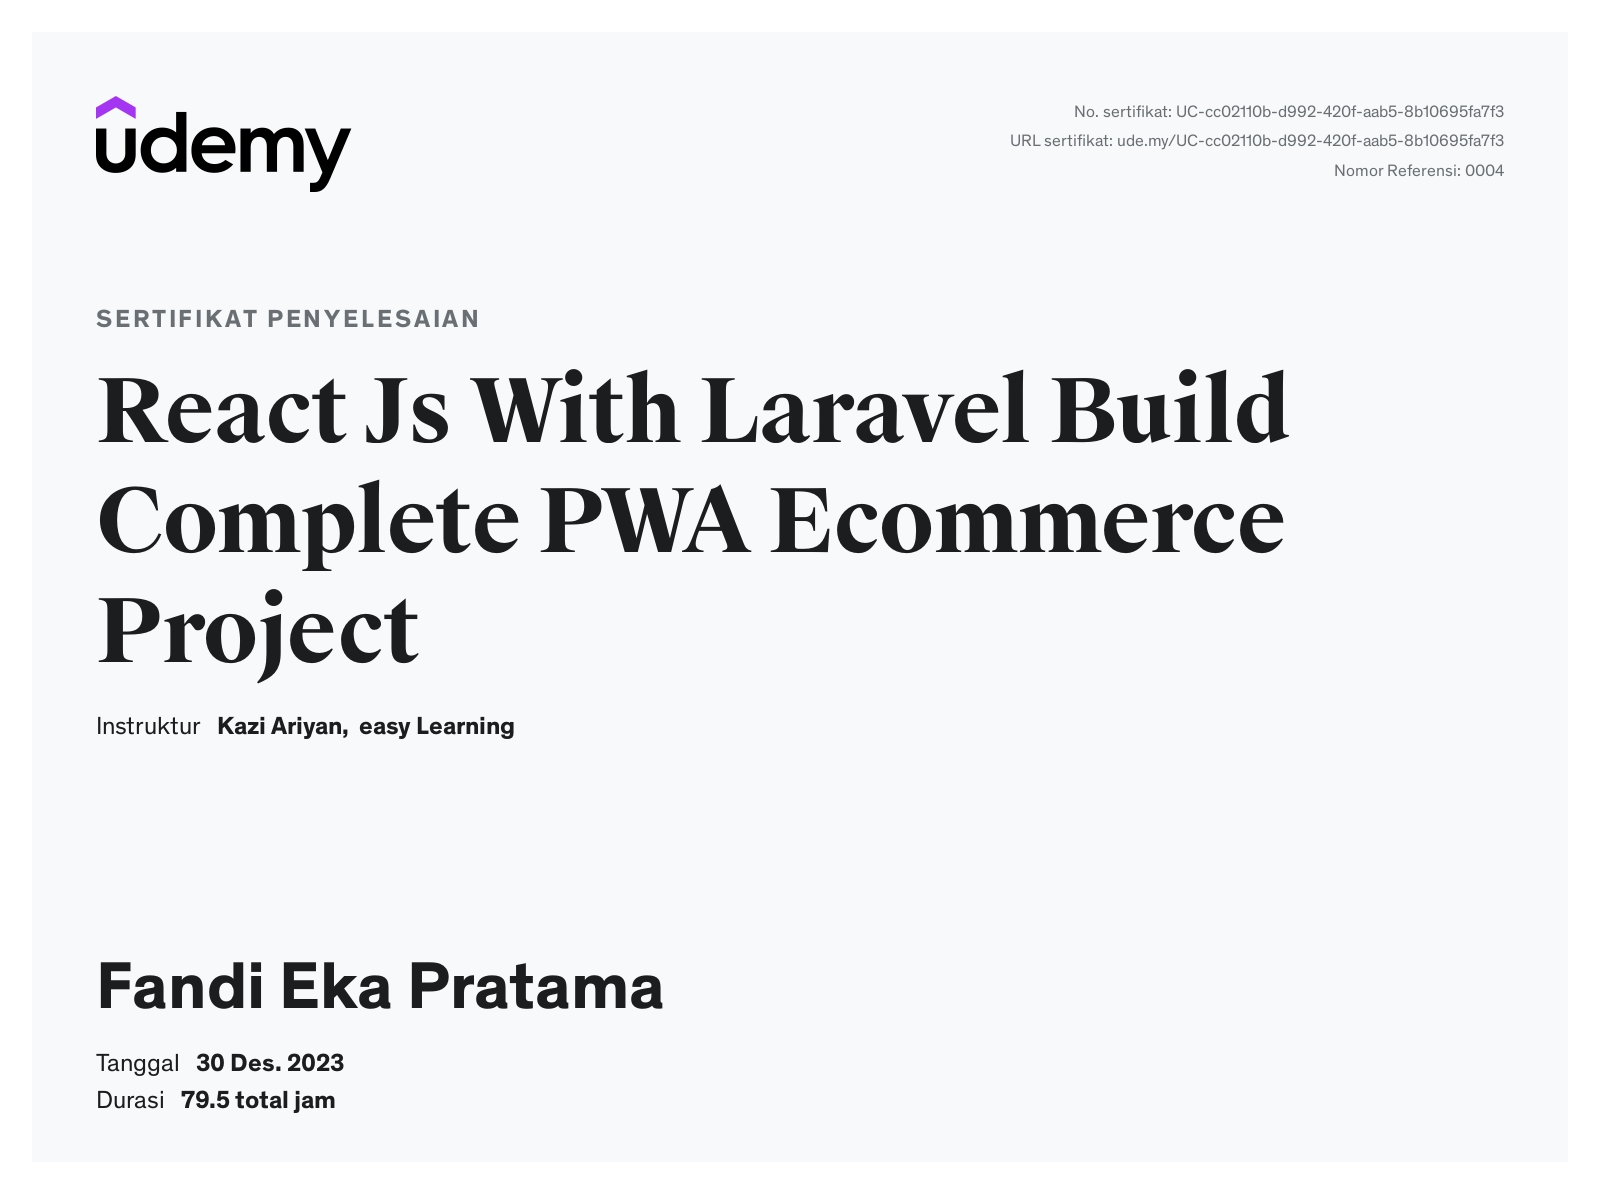 udemy
No. sertifikat: UC-cc02110b-d992-420f-aab5-8b10695fa7f3
URL sertifikat: ude.my/UC-cc02110b-d992-420f-aab5-8b10695fa7f3
Nomor Referensi: 0004
SERTIFIKAT PENYELESAIAN
React Js With Laravel Build
Complete PWA Ecommerce
Project
Instruktur Kazi Ariyan, easy Learning
Fandi Eka Pratama
Tanggal 30 Des. 2023
Durasi 79.5 total jam